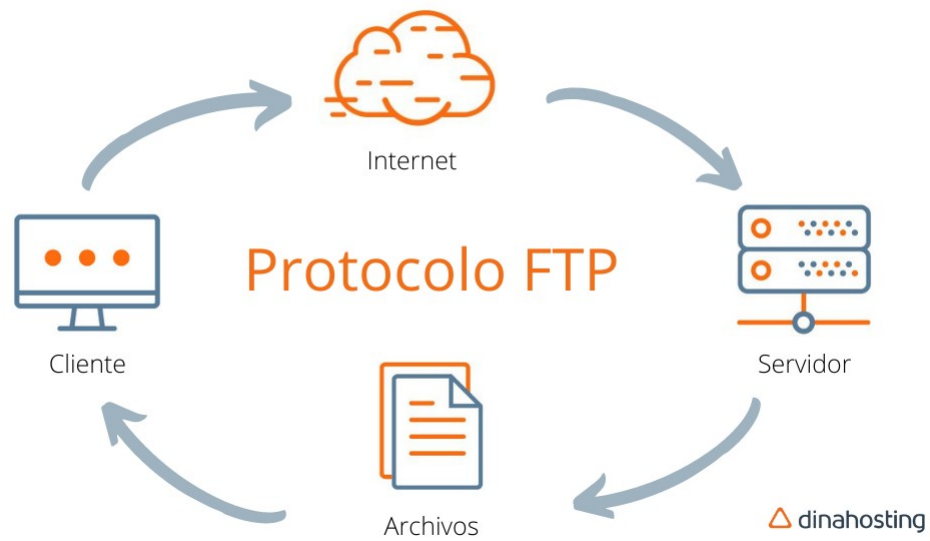 Internet
Protocolo FTP
Cliente
Servidor
Archivos
dinahosting